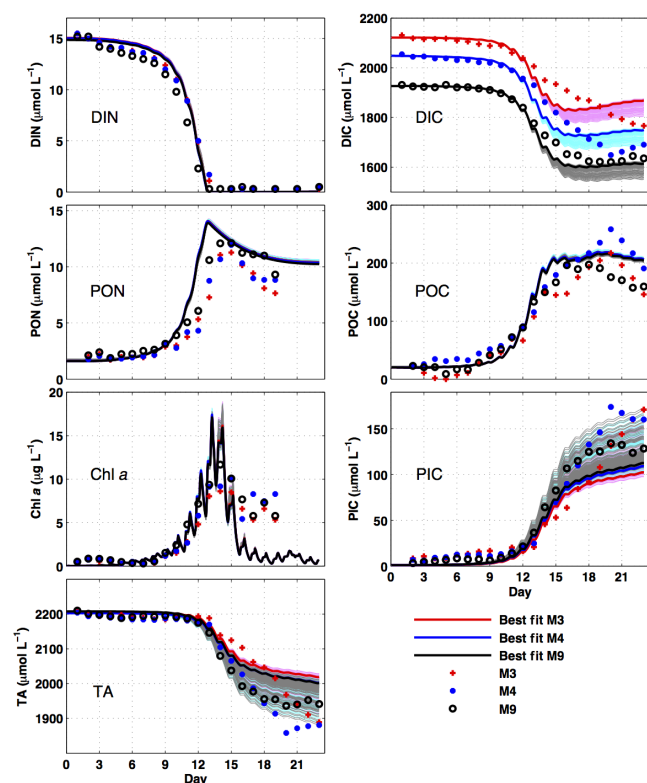 15
10
5
0
DIN (μmol L⁻¹)
DIN
2200
2000
1800
1600
DIC (μmol L⁻¹)
DIC
15
10
5
0
PON (μmol L⁻¹)
PON
300
200
100
0
POC (μmol L⁻¹)
POC
20
15
10
5
0
Chl a (μg L⁻¹)
Chl a
150
100
50
0
PIC (μmol L⁻¹)
PIC
0 3 6 9 12 15 18 21
Day
2200
2100
2000
1900
TA (μmol L⁻¹)
TA
0 3 6 9 12 15 18 21
Day
Best fit M3
Best fit M4
Best fit M9
M3
M4
M9